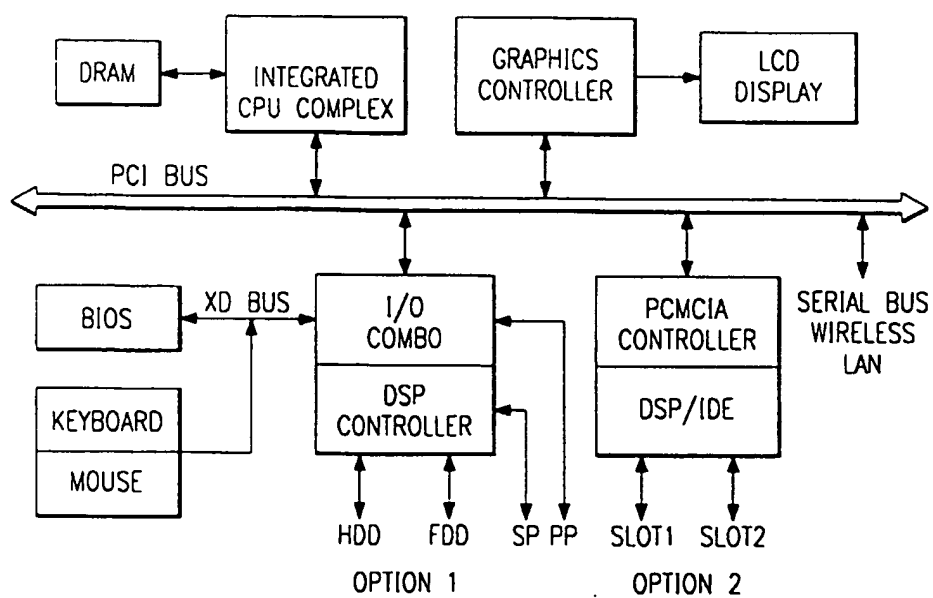 DRAM
INTEGRATED
CPU COMPLEX
GRAPHICS
CONTROLLER
LCD
DISPLAY
PCI BUS
BIOS
XD BUS
I/O
COMBO
PCMCIA
CONTROLLER
SERIAL BUS
WIRELESS
LAN
KEYBOARD
MOUSE
DSP
CONTROLLER
DSP/IDE
HDD
FDD
SP
PP
SLOT1
SLOT2
OPTION 1
OPTION 2